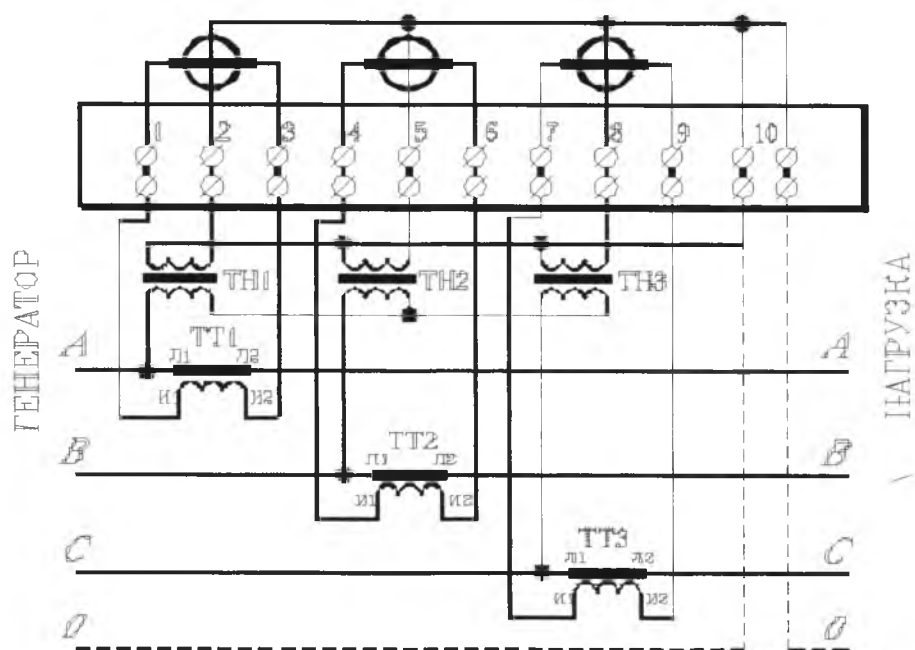 1 2 3 4 5 6 7 8 9 10
ГЕНЕРАТОР
НАГРУЗКА
ТН1
ТН2
ТН3
ТТ1
A
Л1
Л2
A
И1
И2
ТТ2
B
Л1
Л2
B
И1
И2
ТТ3
C
Л1
Л2
C
И1
И2
0
0